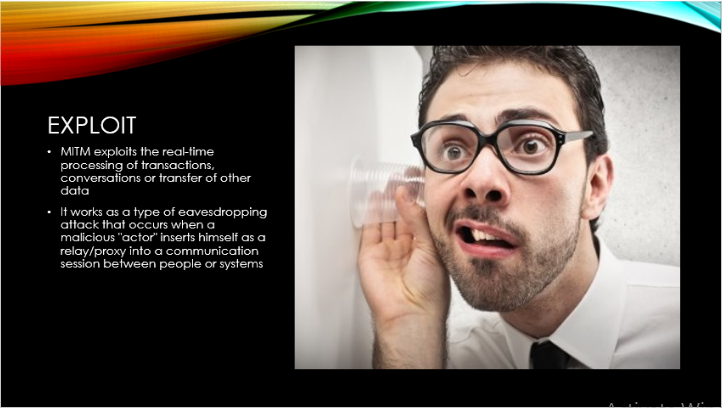 EXPLOIT
• MITM exploits the real-time
processing of transactions,
conversations or transfer of other
data
• It works as a type of eavesdropping
attack that occurs when a
malicious "actor" inserts himself as a
relay/proxy into a communication
session between people or systems